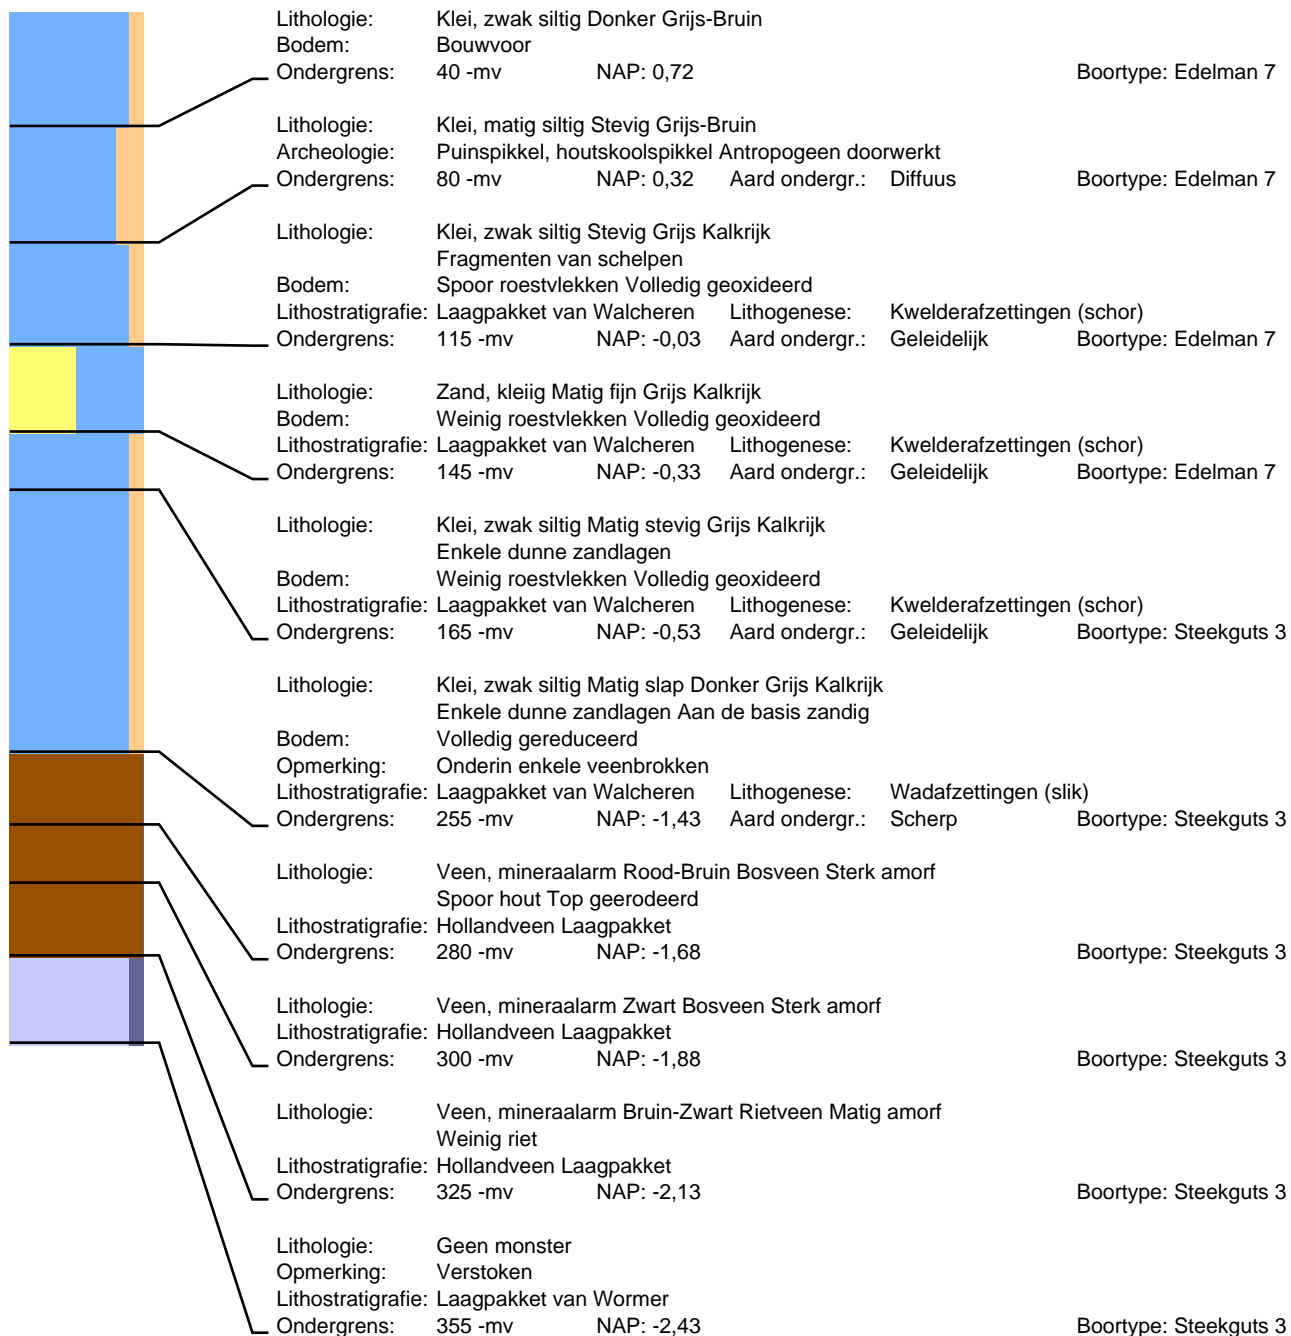 Lithologie: Klei, zwak siltig Donker Grijs-Bruin
Bodem: Bouwvoor
Ondergrens: 40 -mv NAP: 0,72 Boortype: Edelman 7
Lithologie: Klei, matig siltig Stevig Grijs-Bruin
Archeologie: Puinspikkel, houtskoolspikkel Antropogeen doorwerkt
Ondergrens: 80 -mv NAP: 0,32 Aard ondergr.: Diffuus Boortype: Edelman 7
Lithologie: Klei, zwak siltig Stevig Grijs Kalkrijk
Fragmenten van schelpen
Bodem: Spoor roestvlekken Volledig geoxideerd
Lithostratigrafie: Laagpakket van Walcheren Lithogenese: Kwelderafzettingen (schor)
Ondergrens: 115 -mv NAP: -0,03 Aard ondergr.: Geleidelijk Boortype: Edelman 7
Lithologie: Zand, kleiig Matig fijn Grijs Kalkrijk
Bodem: Weinig roestvlekken Volledig geoxideerd
Lithostratigrafie: Laagpakket van Walcheren Lithogenese: Kwelderafzettingen (schor)
Ondergrens: 145 -mv NAP: -0,33 Aard ondergr.: Geleidelijk Boortype: Edelman 7
Lithologie: Klei, zwak siltig Matig stevig Grijs Kalkrijk
Enkele dunne zandlagen
Bodem: Weinig roestvlekken Volledig geoxideerd
Lithostratigrafie: Laagpakket van Walcheren Lithogenese: Kwelderafzettingen (schor)
Ondergrens: 165 -mv NAP: -0,53 Aard ondergr.: Geleidelijk Boortype: Steekguts 3
Lithologie: Klei, zwak siltig Matig slap Donker Grijs Kalkrijk
Enkele dunne zandlagen Aan de basis zandig
Bodem: Volledig gereduceerd
Opmerking: Onderin enkele veenbrokken
Lithostratigrafie: Laagpakket van Walcheren Lithogenese: Wadafzettingen (slik)
Ondergrens: 255 -mv NAP: -1,43 Aard ondergr.: Scherp Boortype: Steekguts 3
Lithologie: Veen, mineraalarm Rood-Bruin Bosveen Sterk amorf
Spoor hout Top geerodeerd
Lithostratigrafie: Hollandveen Laagpakket
Ondergrens: 280 -mv NAP: -1,68 Boortype: Steekguts 3
Lithologie: Veen, mineraalarm Zwart Bosveen Sterk amorf
Lithostratigrafie: Hollandveen Laagpakket
Ondergrens: 300 -mv NAP: -1,88 Boortype: Steekguts 3
Lithologie: Veen, mineraalarm Bruin-Zwart Rietveen Matig amorf
Weinig riet
Lithostratigrafie: Hollandveen Laagpakket
Ondergrens: 325 -mv NAP: -2,13 Boortype: Steekguts 3
Lithologie: Geen monster
Opmerking: Verstoken
Lithostratigrafie: Laagpakket van Wormer
Ondergrens: 355 -mv NAP: -2,43 Boortype: Steekguts 3